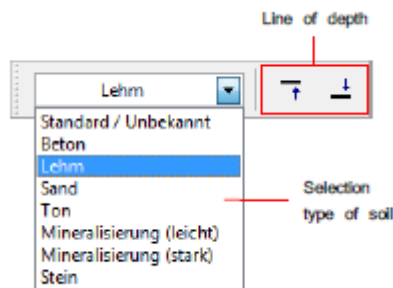 Line of depth
Lehm
Standard / Unbekannt
Beton
Lehm
Sand
Ton
Mineralisierung (leicht)
Mineralisierung (stark)
Stein
Selection
type of soil